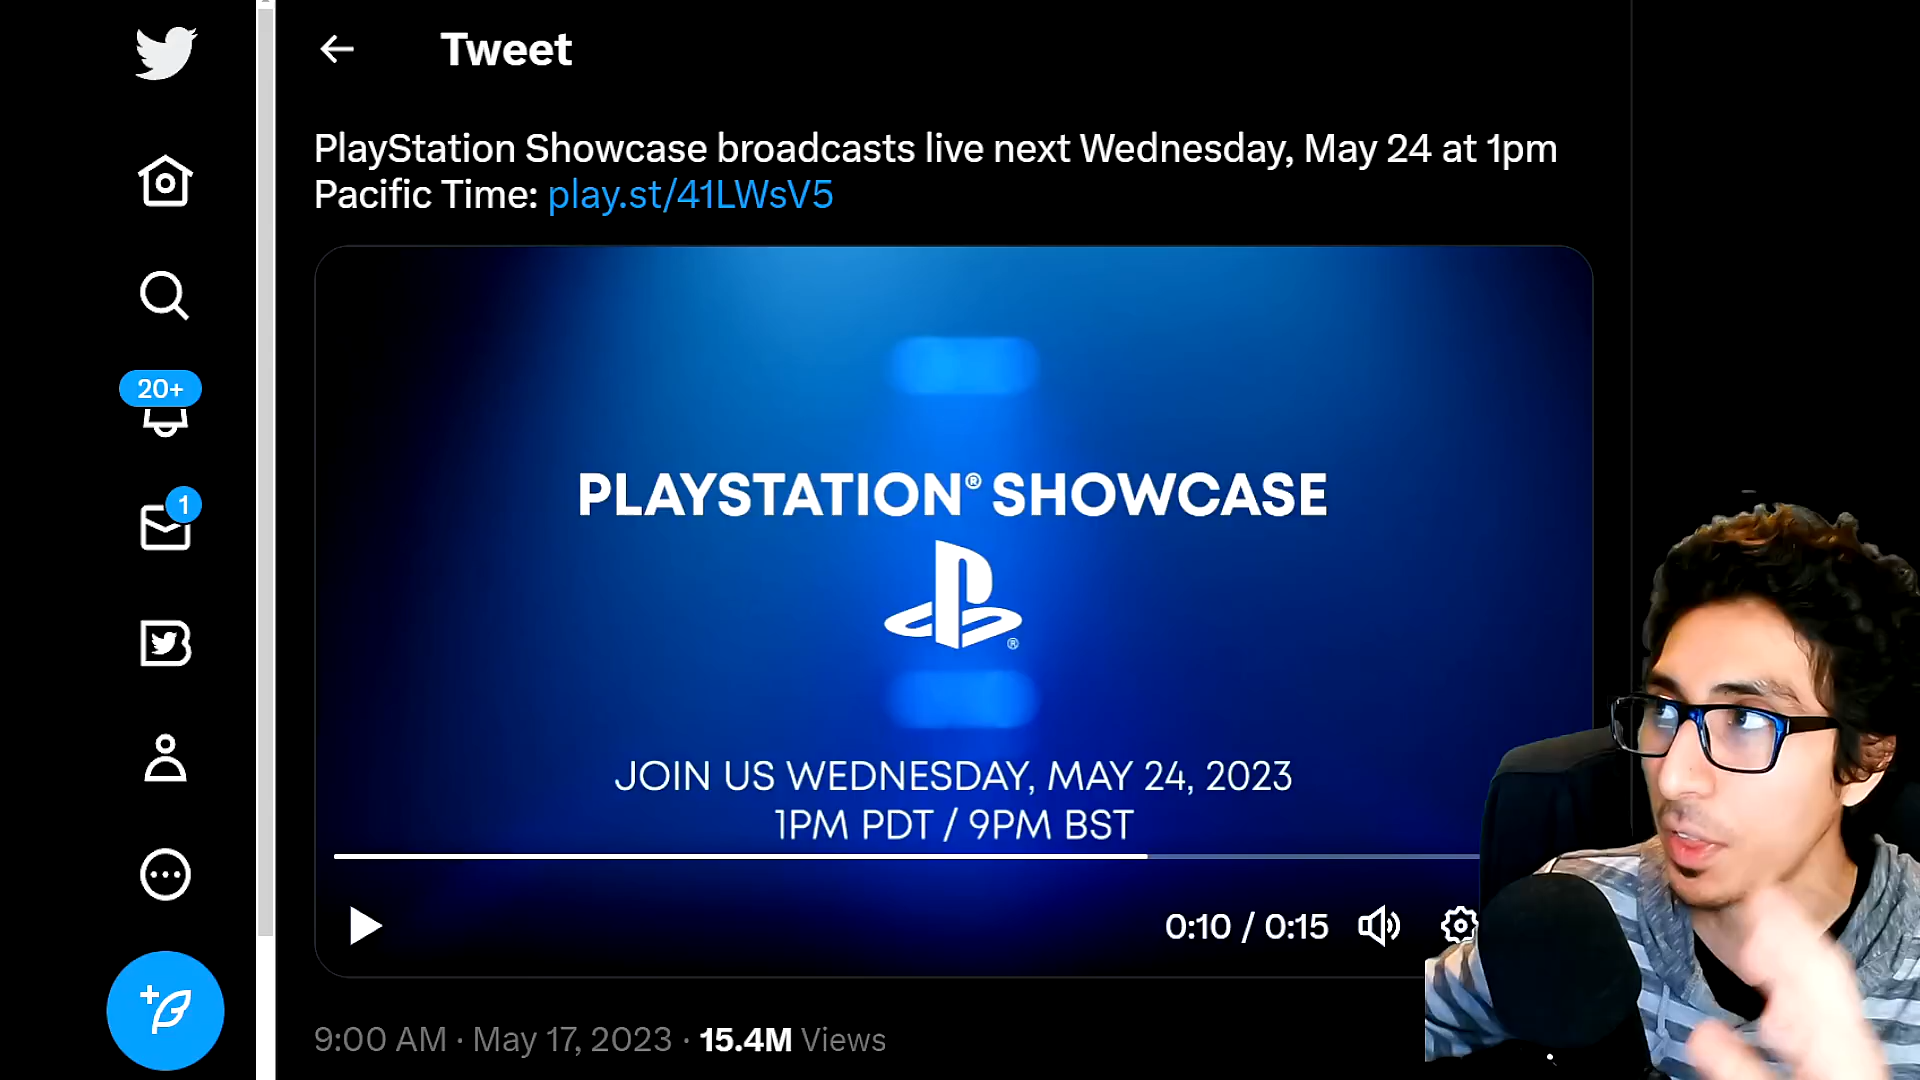 Tweet
PlayStation Showcase broadcasts live next Wednesday, May 24 at 1pm
Pacific Time: play.st/41LWsV5
20+
1
PLAYSTATION® SHOWCASE
®
JOIN US WEDNESDAY, MAY 24, 2023
1PM PDT / 9PM BST
0:10 / 0:15
9:00 AM · May 17, 2023 · 15.4M Views